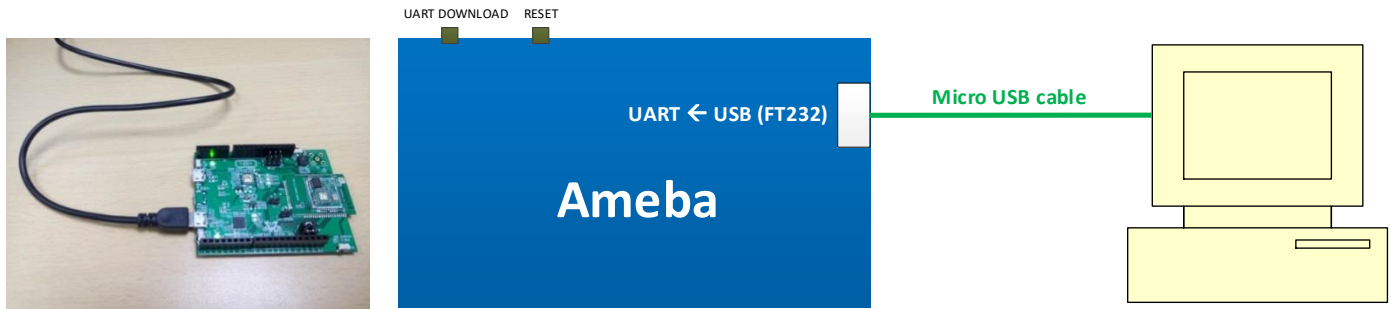 UART DOWNLOAD RESET
UART ← USB (FT232)
Micro USB cable
Ameba